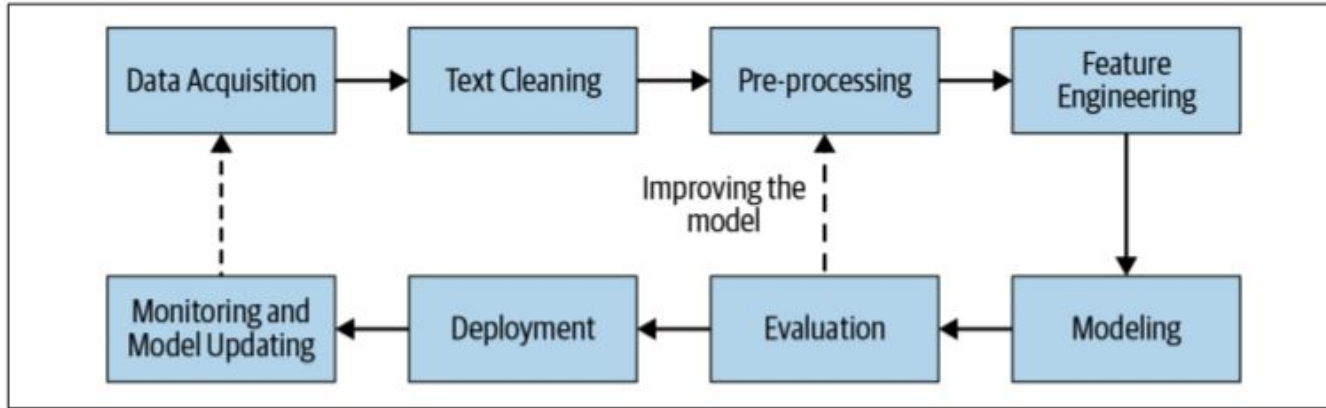 Data Acquisition
Text Cleaning
Pre-processing
Feature
Engineering
Improving the
model
Monitoring and
Model Updating
Deployment
Evaluation
Modeling